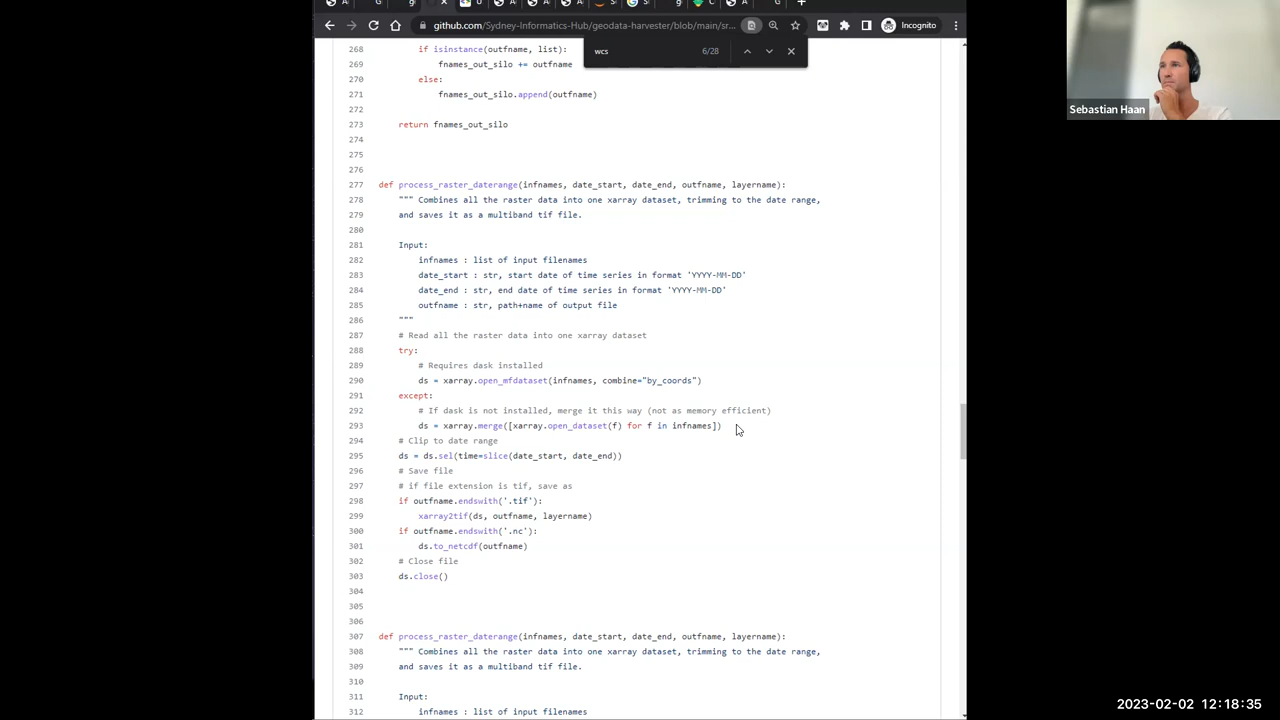 github.com/Sydney-Informatics-Hub/geodata-harvester/blob/main/sr...
Incognito
wcs
6/28
268 if isinstance(outfname, list):
269 fnames_out_silo += outfname
270 else:
271 fnames_out_silo.append(outfname)
272
273 return fnames_out_silo
274
275
276
277 def process_raster_daterange(infnames, date_start, date_end, outfname, layername):
278 """ Combines all the raster data into one xarray dataset, trimming to the date range,
279 and saves it as a multiband tif file.
280
281 Input:
282 infnames : list of input filenames
283 date_start : str, start date of time series in format 'YYYY-MM-DD'
284 date_end : str, end date of time series in format 'YYYY-MM-DD'
285 outfname : str, path+name of output file
286 """
287 # Read all the raster data into one xarray dataset
288 try:
289 # Requires dask installed
290 ds = xarray.open_mfdataset(infnames, combine="by_coords")
291 except:
292 # If dask is not installed, merge it this way (not as memory efficient)
293 ds = xarray.merge([xarray.open_dataset(f) for f in infnames])
294 # Clip to date range
295 ds = ds.sel(time=slice(date_start, date_end))
296 # Save file
297 # if file extension is tif, save as
298 if outfname.endswith('.tif'):
299 xarray2tif(ds, outfname, layername)
300 if outfname.endswith('.nc'):
301 ds.to_netcdf(outfname)
302 # Close file
303 ds.close()
304
305
306
307 def process_raster_daterange(infnames, date_start, date_end, outfname, layername):
308 """ Combines all the raster data into one xarray dataset, trimming to the date range,
309 and saves it as a multiband tif file.
310
311 Input:
312 infnames : list of input filenames
Sebastian Haan
2023-02-02 12:18:35